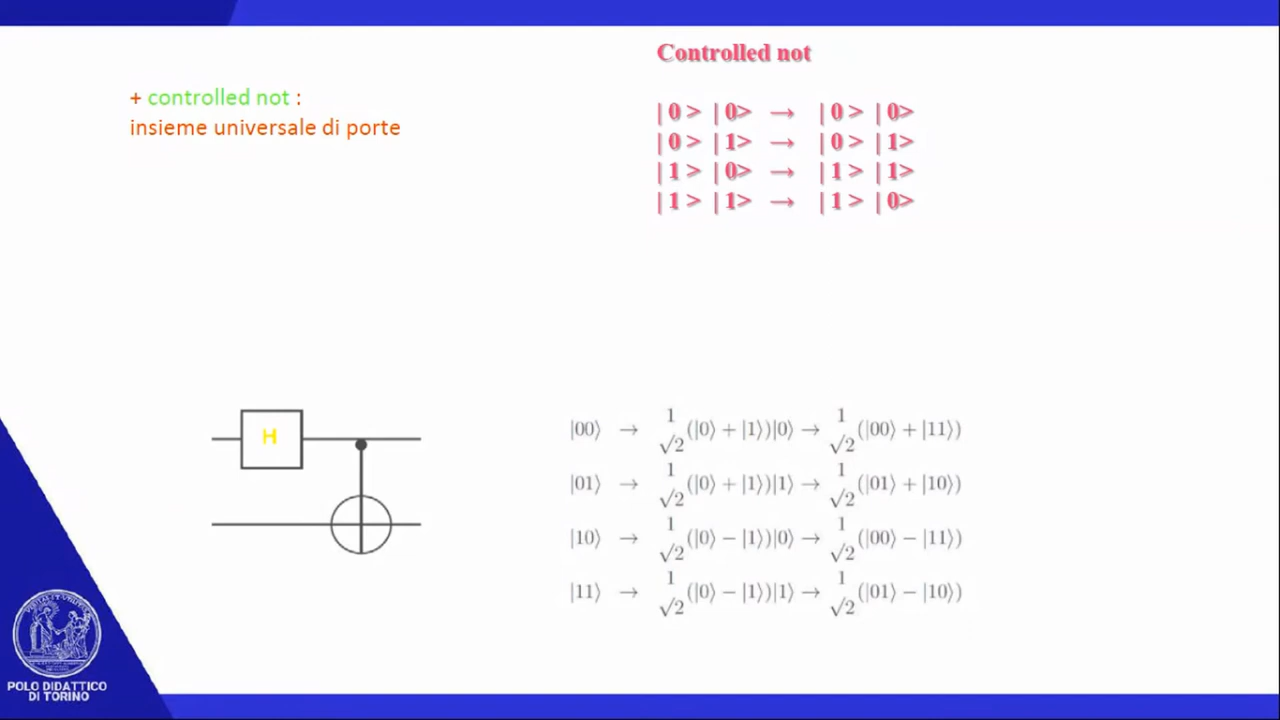 + controlled not :
insieme universale di porte
Controlled not
| 0 > | 0> → | 0 > | 0>
| 0 > | 1> → | 0 > | 1>
| 1 > | 0> → | 1 > | 1>
| 1 > | 1> → | 1 > | 0>
H
|00⟩ → 1/√2 (|0⟩ + |1⟩)|0⟩ → 1/√2 (|00⟩ + |11⟩)
|01⟩ → 1/√2 (|0⟩ + |1⟩)|1⟩ → 1/√2 (|01⟩ + |10⟩)
|10⟩ → 1/√2 (|0⟩ − |1⟩)|0⟩ → 1/√2 (|00⟩ − |11⟩)
|11⟩ → 1/√2 (|0⟩ − |1⟩)|1⟩ → 1/√2 (|01⟩ − |10⟩)
POLO DIDATTICO
DI TORINO